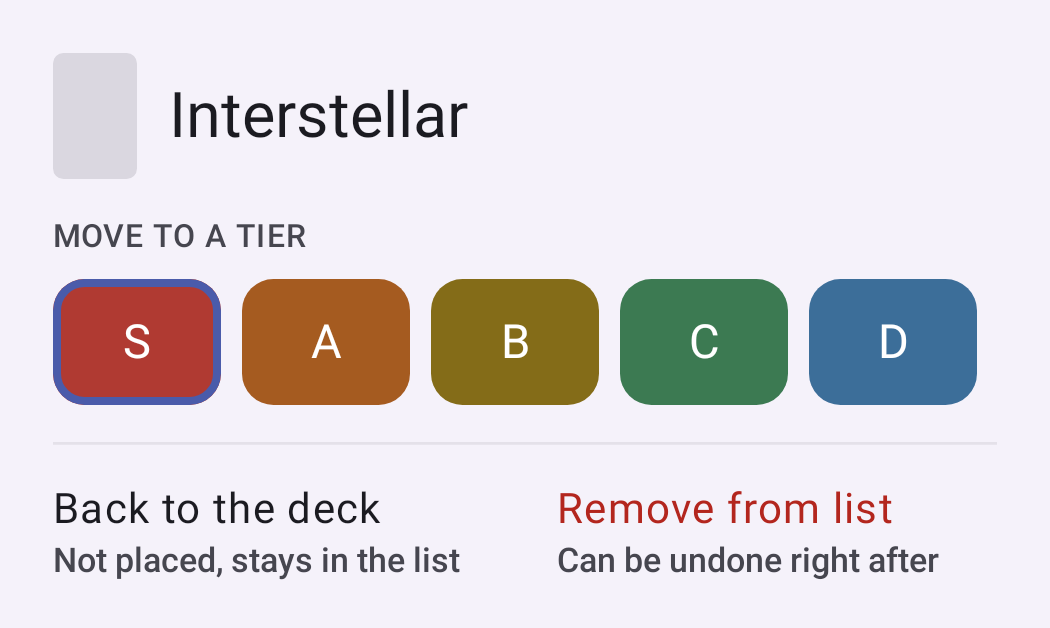 Interstellar
MOVE TO A TIER
S A B C D
Back to the deck
Not placed, stays in the list
Remove from list
Can be undone right after